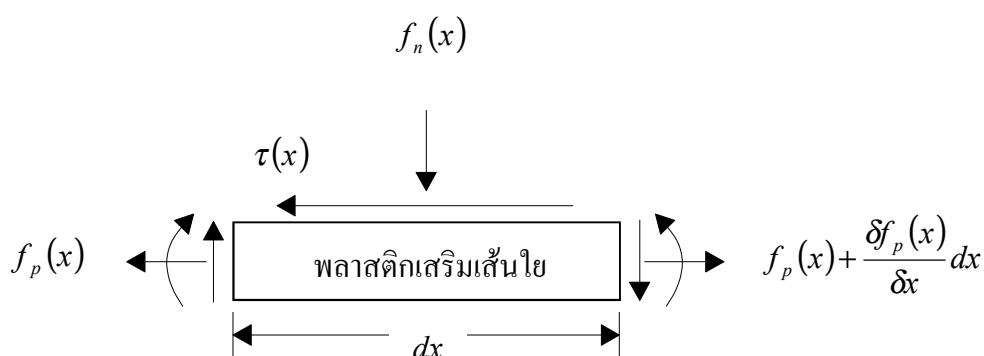 f_n(x)
τ(x)
f_p(x)
พลาสติกเสริมเส้นใย
f_p(x) + δf_p(x)/δx dx
dx